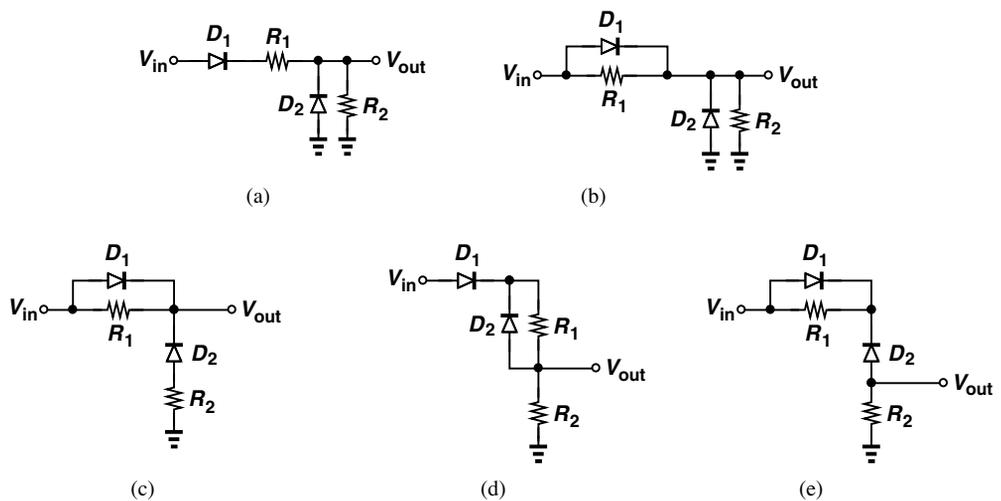 D1 R1
Vin Vout
D2 R2
(a)
D1
Vin Vout
R1
D2 R2
(b)
D1
Vin Vout
R1
D2
R2
(c)
D1
Vin
D2 R1
Vout
R2
(d)
D1
Vin
R1
D2
Vout
R2
(e)